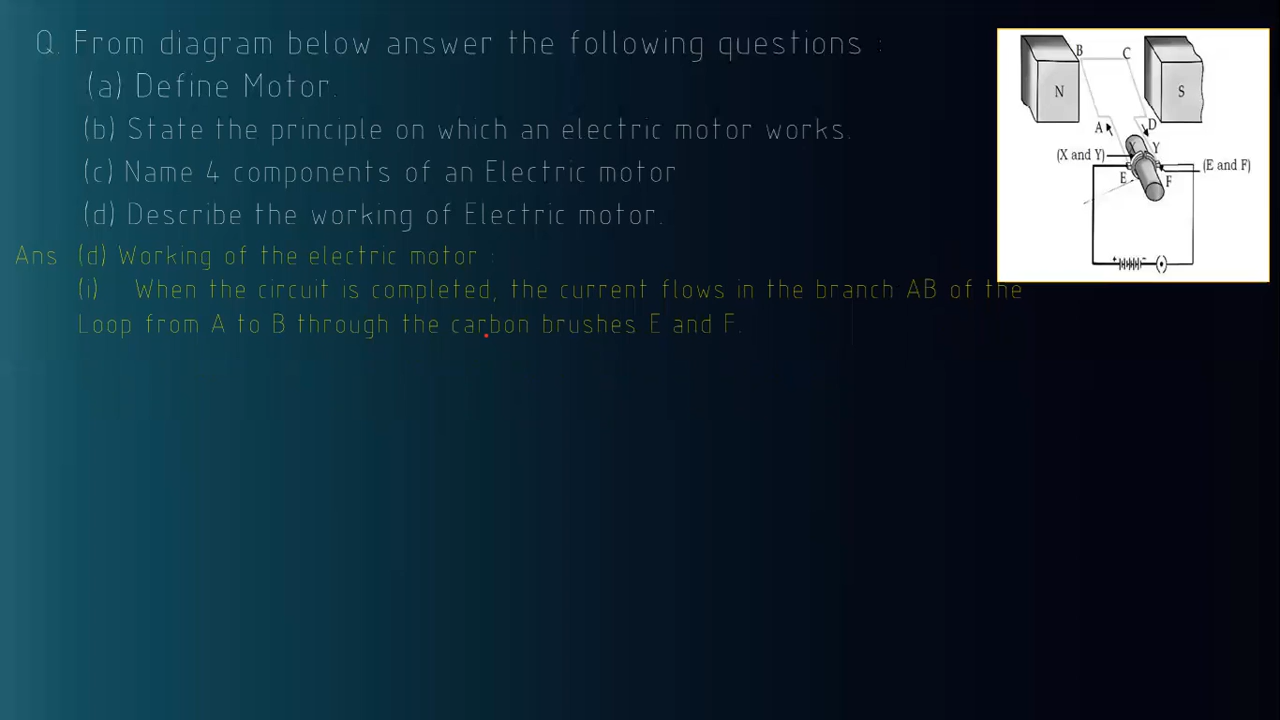 Q. From diagram below answer the following questions :
(a) Define Motor.
(b) State the principle on which an electric motor works.
(c) Name 4 components of an Electric motor
(d) Describe the working of Electric motor.
Ans (d) Working of the electric motor :
(i) When the circuit is completed, the current flows in the branch AB of the
Loop from A to B through the carbon brushes E and F.
B C
N S
A D
(X and Y) X Y (E and F)
E F
+ -